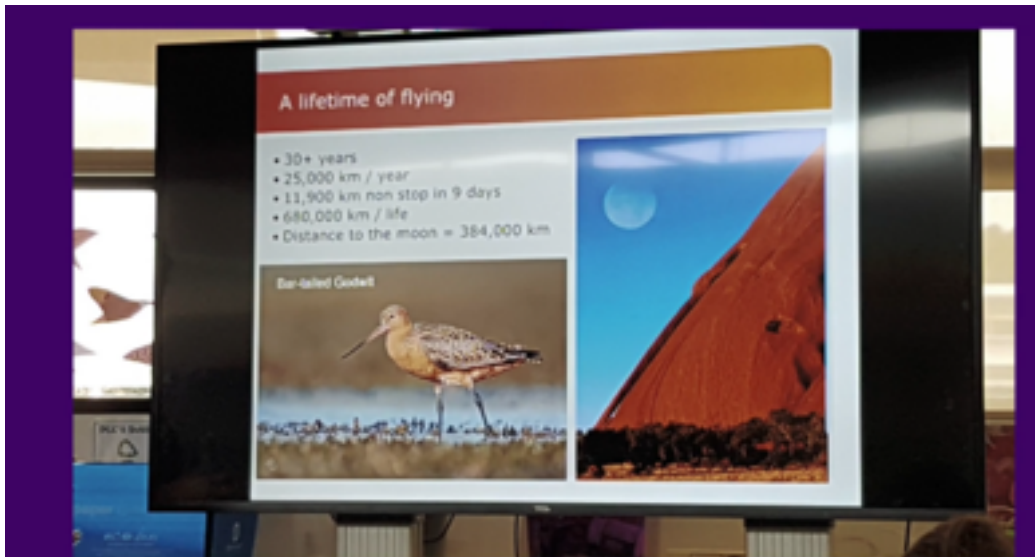 A lifetime of flying
• 30+ years
• 25,000 km / year
• 11,900 km non stop in 9 days
• 680,000 km / life
• Distance to the moon = 384,000 km
Bar-tailed Godwit